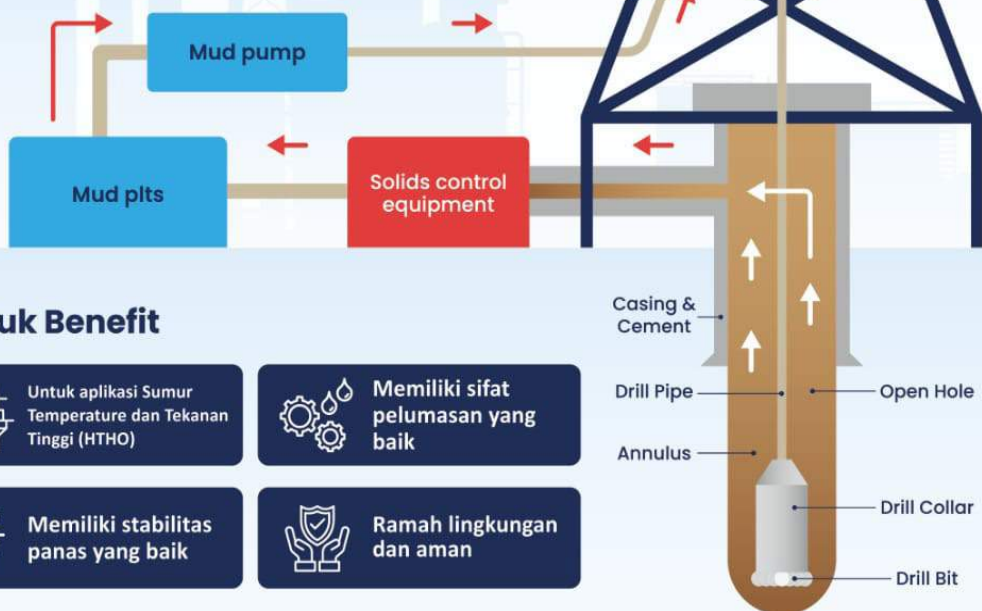 Mud pump
Mud plts
Solids control
equipment
uk Benefit
Untuk aplikasi Sumur
Temperature dan Tekanan
Tinggi (HTHO)
Memiliki sifat
pelumasan yang
baik
Memiliki stabilitas
panas yang baik
Ramah lingkungan
dan aman
Casing &
Cement
Drill Pipe
Open Hole
Annulus
Drill Collar
Drill Bit